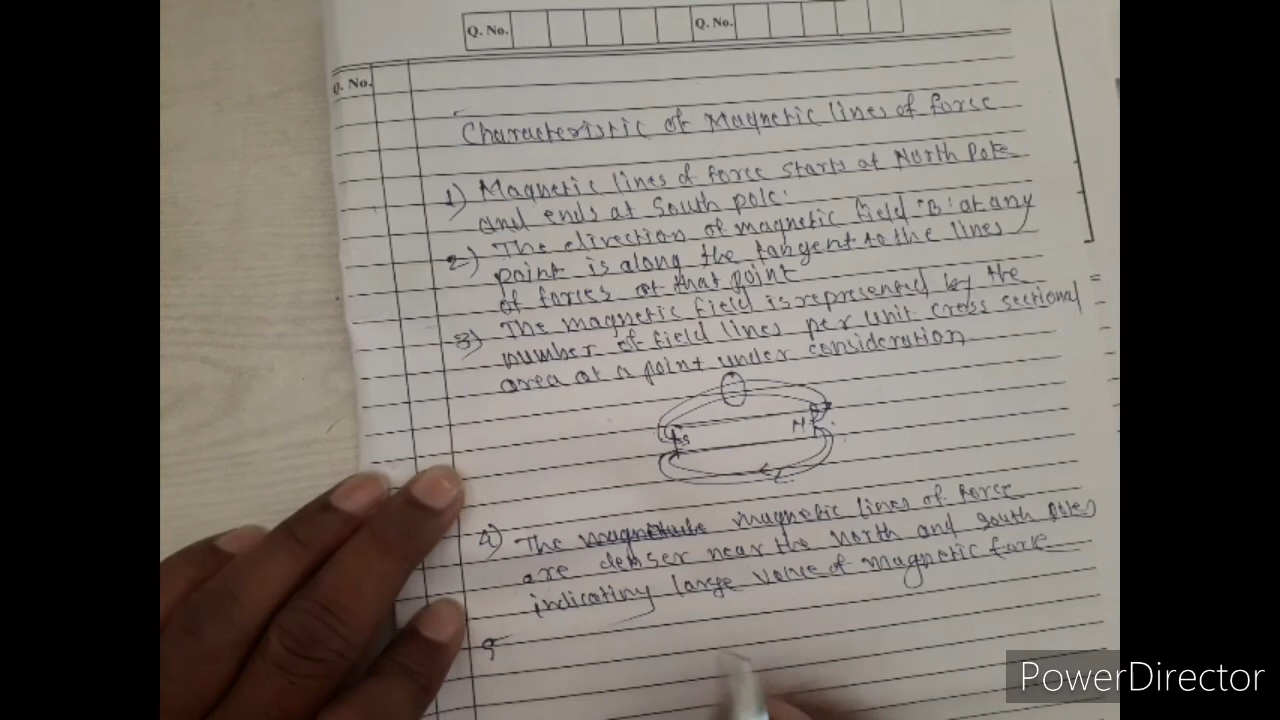 Q. No. Q. No.
Q. No.
Characteristic of Magnetic lines of force
1) Magnetic lines of force starts at North Pole
and ends at South pole.
2) The direction of magnetic field 'B' at any
point is along the tangent to the lines
of forces at that point
3) The magnetic field is represented by the
number of field lines per unit cross sectional
area at a point under consideration
S N
4) The magnetic lines of force
are denser near the North and South poles
indicating large value of magnetic force
5
PowerDirector